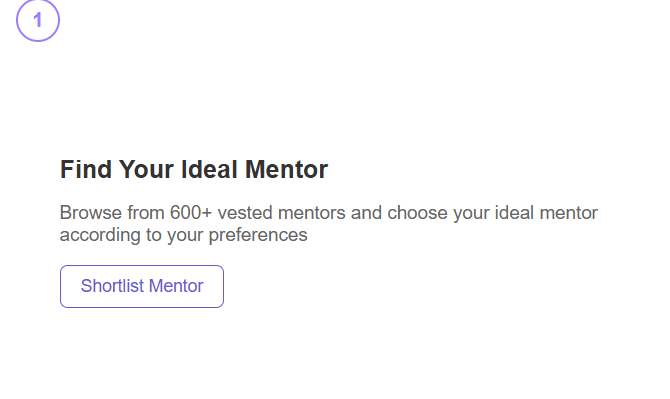 1
Find Your Ideal Mentor
Browse from 600+ vested mentors and choose your ideal mentor
according to your preferences
Shortlist Mentor